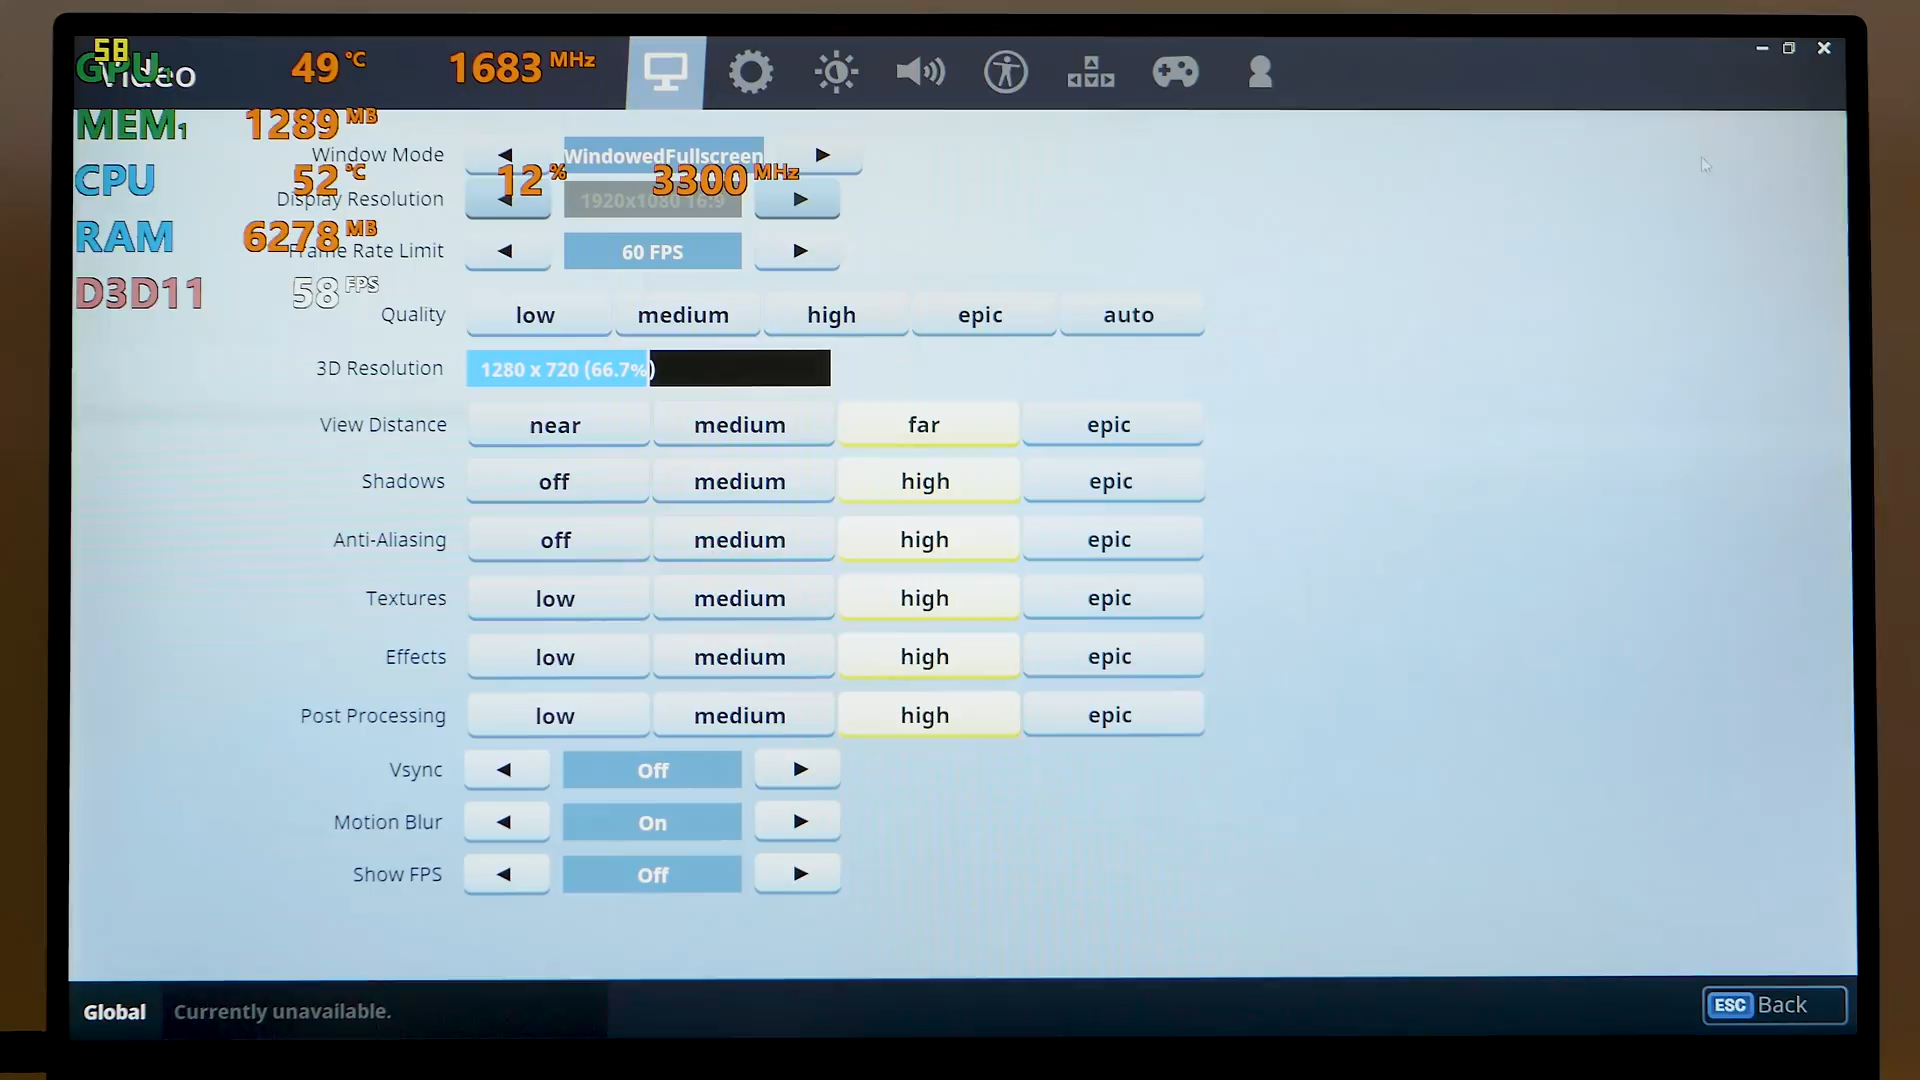 58
GPU1 49 °C 1683 MHz
Video
MEM1 1289 MB
Window Mode WindowedFullscreen
CPU 52 °C 12 % 3300 MHz
Display Resolution 1920x1080 16:9
RAM 6278 MB
Frame Rate Limit 60 FPS
D3D11 58 FPS
Quality low medium high epic auto
3D Resolution 1280 x 720 (66.7%)
View Distance near medium far epic
Shadows off medium high epic
Anti-Aliasing off medium high epic
Textures low medium high epic
Effects low medium high epic
Post Processing low medium high epic
Vsync Off
Motion Blur On
Show FPS Off
Global Currently unavailable.
ESC Back